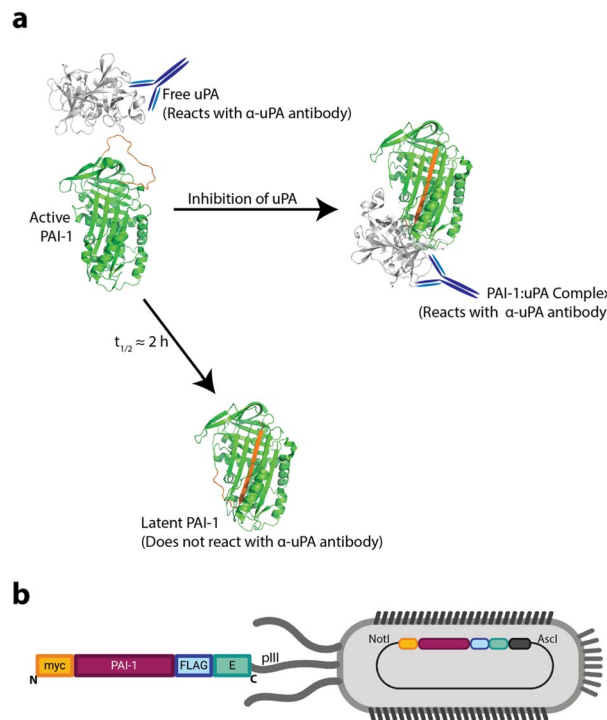 a
Free uPA
(Reacts with α-uPA antibody)
Active
PAI-1
Inhibition of uPA
PAI-1:uPA Complex
(Reacts with α-uPA antibody
t1/2 ≈ 2 h
Latent PAI-1
(Does not react with α-uPA antibody)
b
myc PAI-1 FLAG E
N C
pIII
NotI AscI